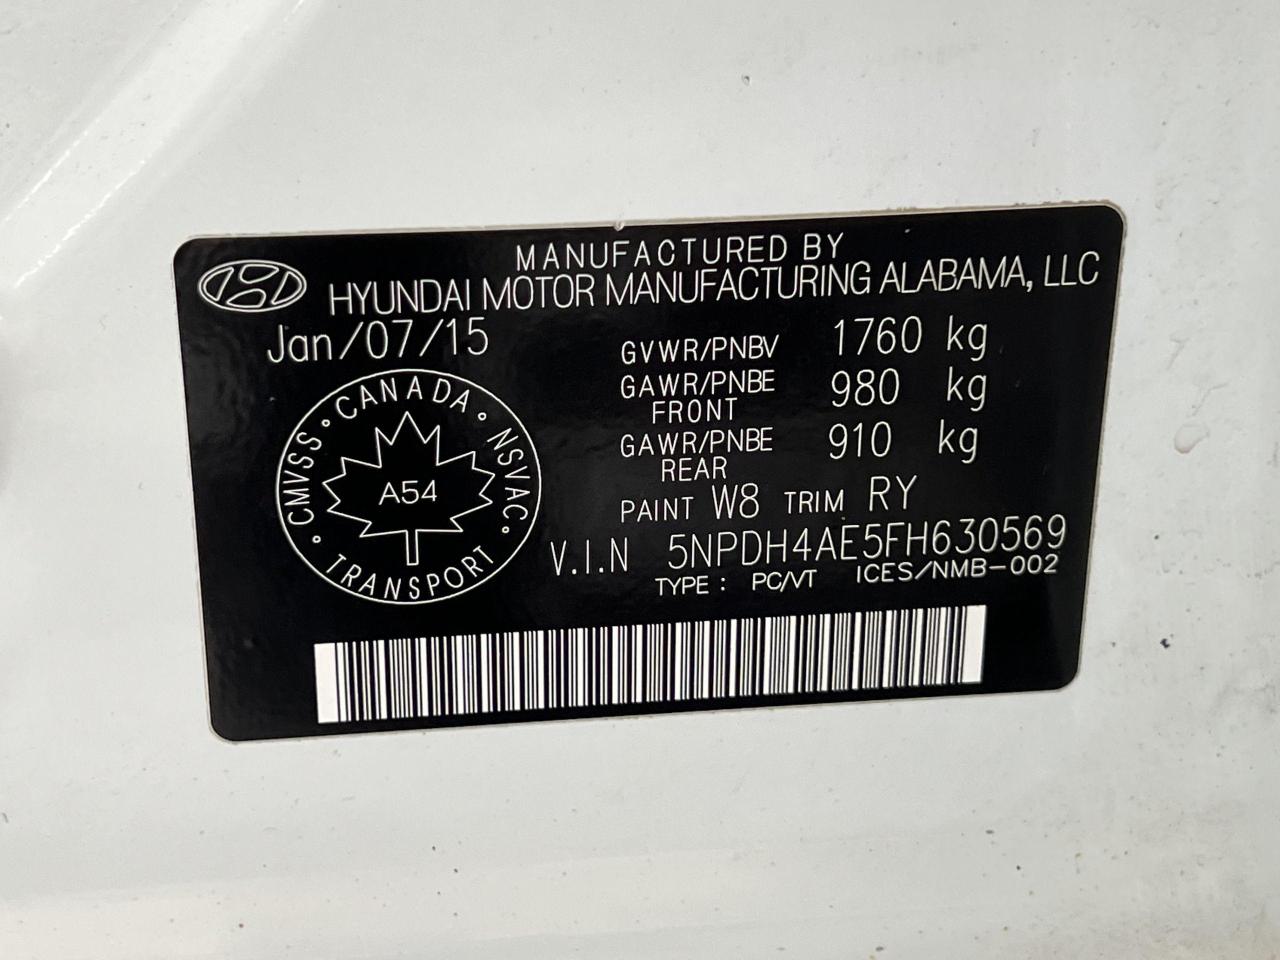 MANUFACTURED BY
HYUNDAI MOTOR MANUFACTURING ALABAMA, LLC
Jan/07/15
GVWR/PNBV 1760 kg
GAWR/PNBE FRONT 980 kg
GAWR/PNBE REAR 910 kg
PAINT W8 TRIM RY
V.I.N 5NPDH4AE5FH630569
TYPE : PC/VT ICES/NMB-002
CANADA
CMVSS NSVAC
A54
TRANSPORT